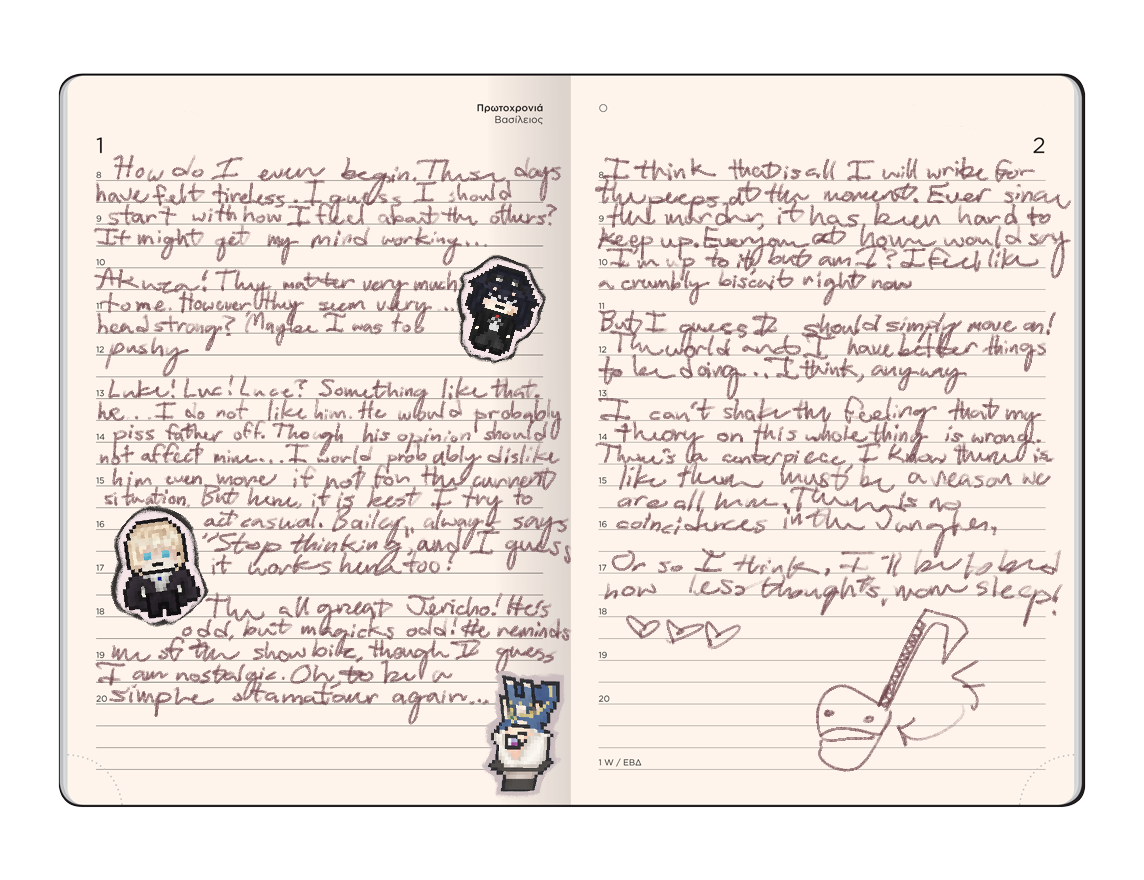 Πρωτοχρονιά
Βασίλειος
1
8 How do I even begin. These days
have felt tireless. I guess I should
9 start with how I feel about the others?
It might get my mind working...
10
Akuza! They matter very much
11 to me. However they seem very ...
head strong? Maybe I was too
12 pushy
13 Luke! Luc! Luce? Something like that.
he... I do not like him. He would probably
14 piss father off. Though his opinion should
not affect mine.... I would probably dislike
15 him even more if not for the current
situation. But here, it is best I try to
16 act casual. Bailey always says
"Stop thinking", and I guess
17 it works here too!
18 The all great Jericho! He's
odd, but magicks odd! He reminds
19 me of the showbiz, though I guess
I am nostalgic. Oh, to be a
20 simple amateur again...
2
8 I think that is all I will write for
the peeps at the moment. Ever since
9 the murder, it has been hard to
keep up. Everyone at home would say
10 I'm up to it, but am I? I feel like
a crumbly biscuit right now
11
But I guess I should simply move on!
12 The world and I have better things
to be doing... I think, anyway
13
I can't shake the feeling that my
14 theory on this whole thing is wrong.
There's a centerpiece, I know there is
15 like there must be a reason we
are all here. There is no
16 coincidences in the Junghen.
17 Or so I think, I'll be to bed
now less thoughts, more sleep!
18
19
20
1 W / ΕΒΔ